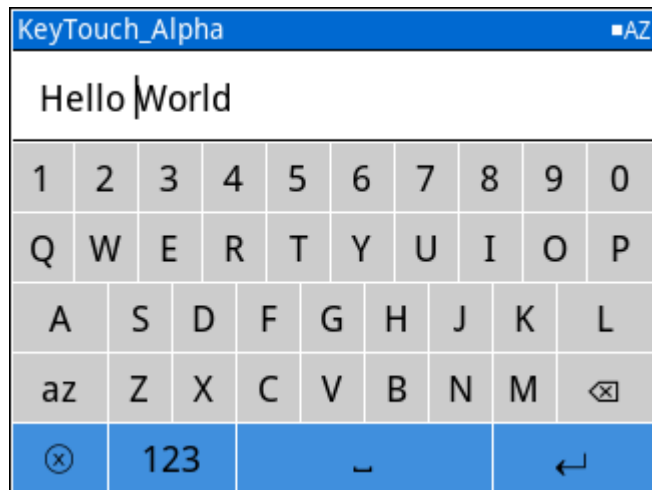 KeyTouch_Alpha ■AZ
Hello World
1 2 3 4 5 6 7 8 9 0
Q W E R T Y U I O P
A S D F G H J K L
az Z X C V B N M ⌫
ⓧ 123 ⎵ ↵